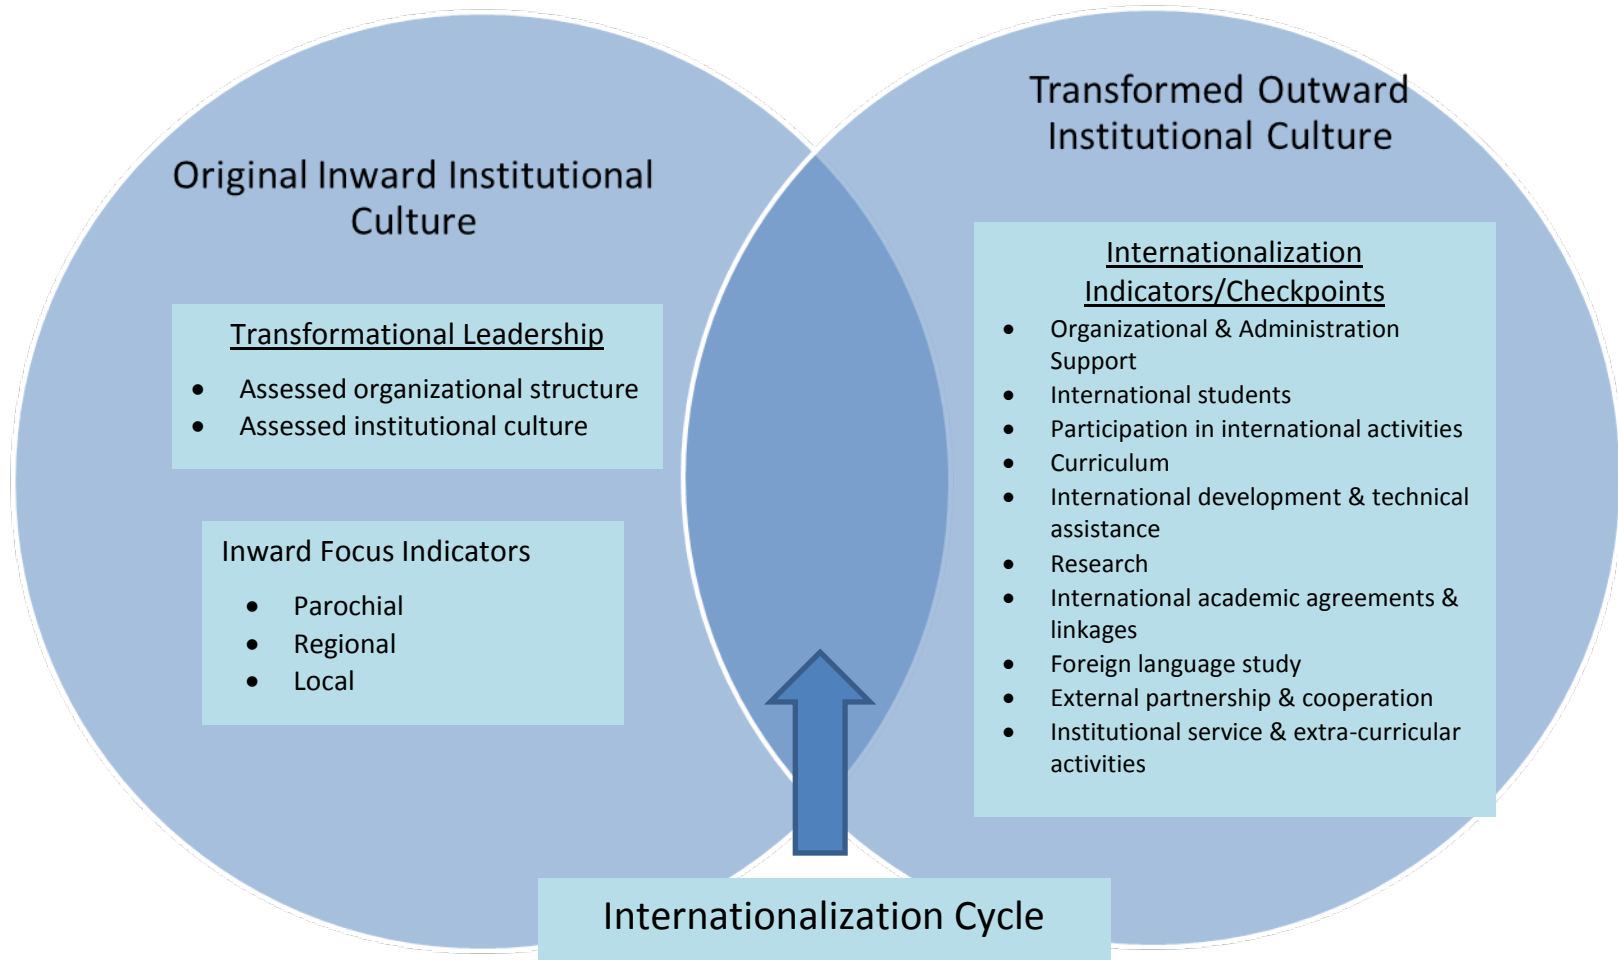 Original Inward Institutional
Culture
Transformational Leadership
• Assessed organizational structure
• Assessed institutional culture
Inward Focus Indicators
• Parochial
• Regional
• Local
Transformed Outward
Institutional Culture
Internationalization
Indicators/Checkpoints
• Organizational & Administration
Support
• International students
• Participation in international activities
• Curriculum
• International development & technical
assistance
• Research
• International academic agreements &
linkages
• Foreign language study
• External partnership & cooperation
• Institutional service & extra-curricular
activities
Internationalization Cycle